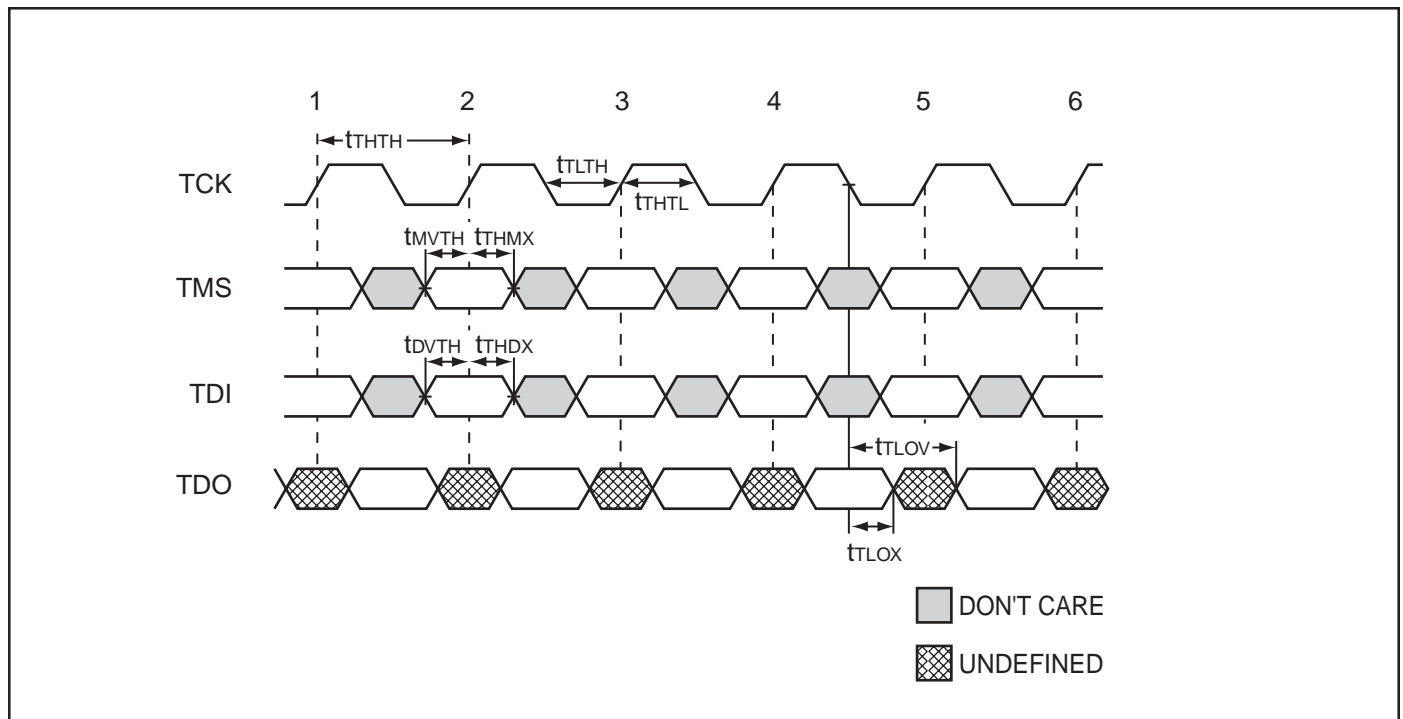 1 2 3 4 5 6
tTHTH
tTLTH
TCK
tTHTL
tMVTH tTHMX
TMS
tDVTH tTHDX
TDI
tTLOV
TDO
tTLOX
DON'T CARE
UNDEFINED